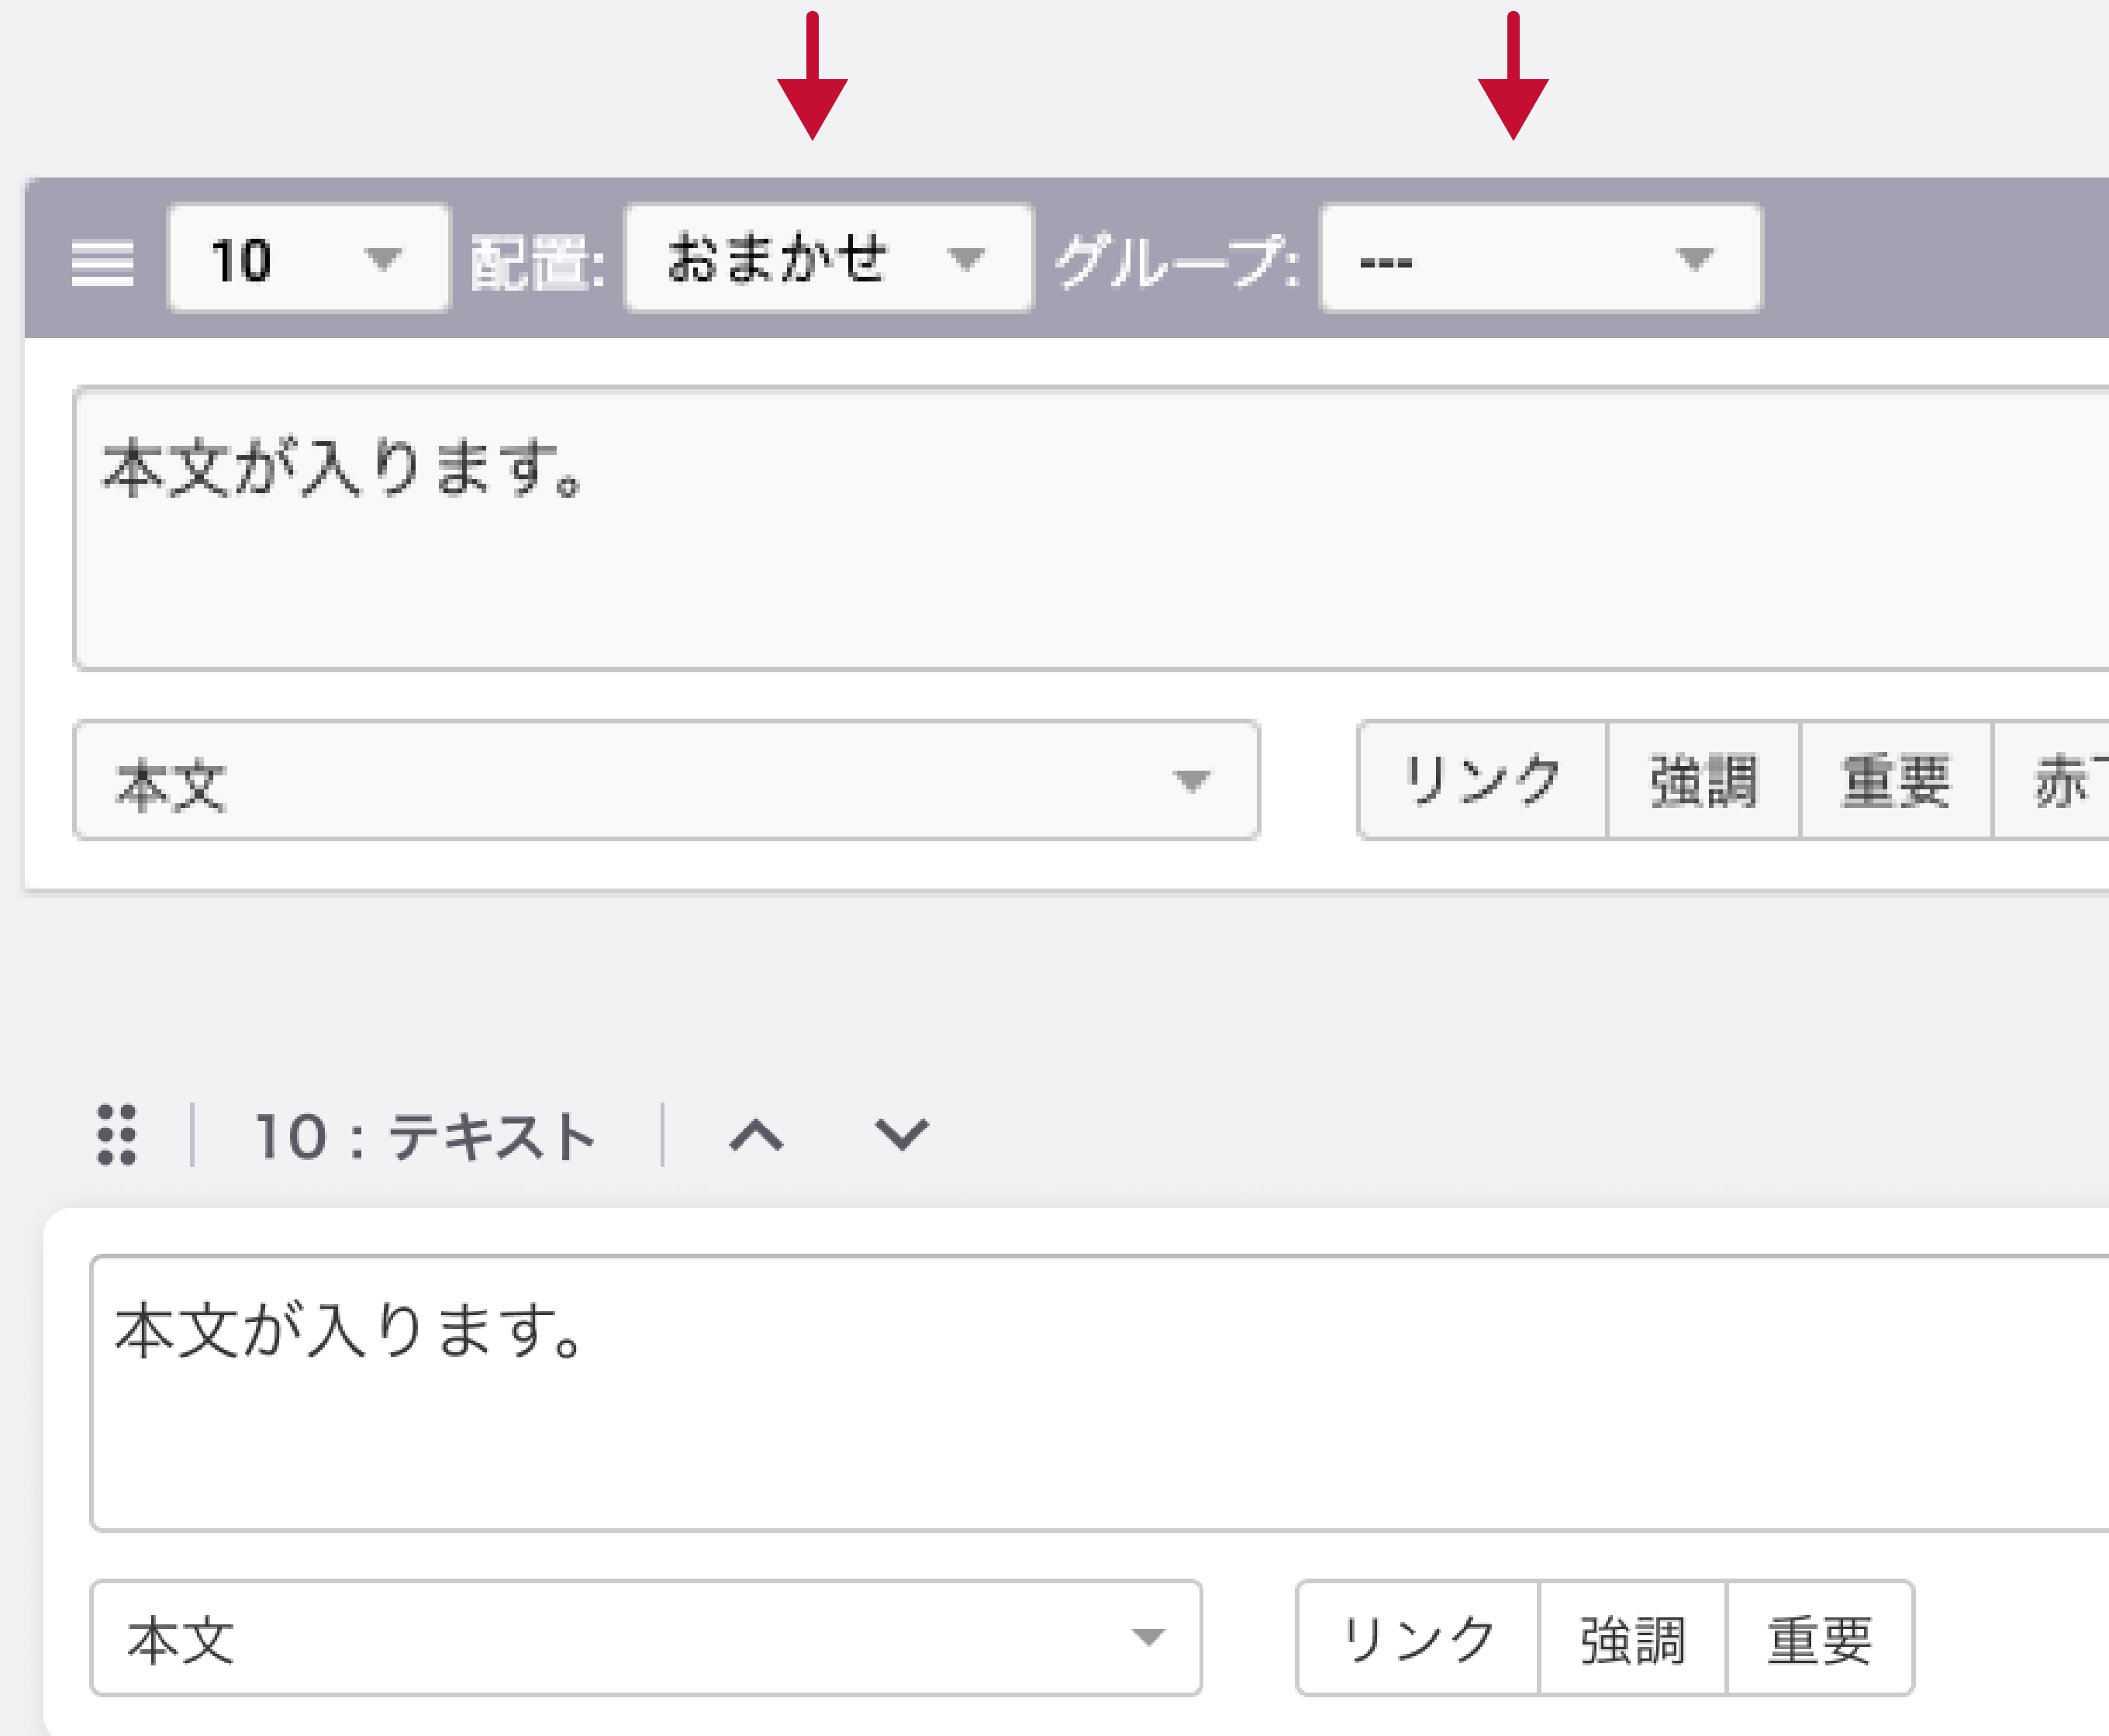 10 配置: おまかせ グループ: ---
本文が入ります。
本文 リンク 強調 重要 赤
10：テキスト
本文が入ります。
本文 リンク 強調 重要